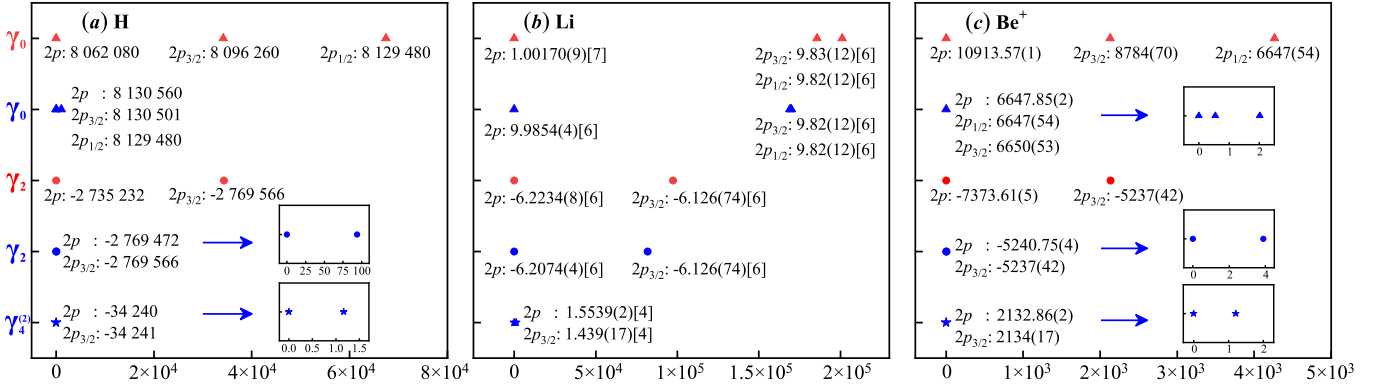 (a) H
γ0
2p: 8 062 080
2p3/2: 8 096 260
2p1/2: 8 129 480
γ0
2p : 8 130 560
2p3/2: 8 130 501
2p1/2: 8 129 480
γ2
2p: -2 735 232
2p3/2: -2 769 566
γ2
2p : -2 769 472
2p3/2: -2 769 566
0 25 50 75 100
γ4(2)
2p : -34 240
2p3/2: -34 241
0.0 0.5 1.0 1.5
0 2×10^4 4×10^4 6×10^4 8×10^4
(b) Li
2p: 1.00170(9)[7]
2p3/2: 9.83(12)[6]
2p1/2: 9.82(12)[6]
2p: 9.9854(4)[6]
2p3/2: 9.82(12)[6]
2p1/2: 9.82(12)[6]
2p: -6.2234(8)[6]
2p3/2: -6.126(74)[6]
2p: -6.2074(4)[6]
2p3/2: -6.126(74)[6]
2p : 1.5539(2)[4]
2p3/2: 1.439(17)[4]
0 5×10^4 1×10^5 1.5×10^5 2×10^5
(c) Be+
2p: 10913.57(1)
2p3/2: 8784(70)
2p1/2: 6647(54)
2p : 6647.85(2)
2p1/2: 6647(54)
2p3/2: 6650(53)
0 1 2
2p: -7373.61(5)
2p3/2: -5237(42)
2p : -5240.75(4)
2p3/2: -5237(42)
0 2 4
2p : 2132.86(2)
2p3/2: 2134(17)
0 1 2
0 1×10^3 2×10^3 3×10^3 4×10^3 5×10^3